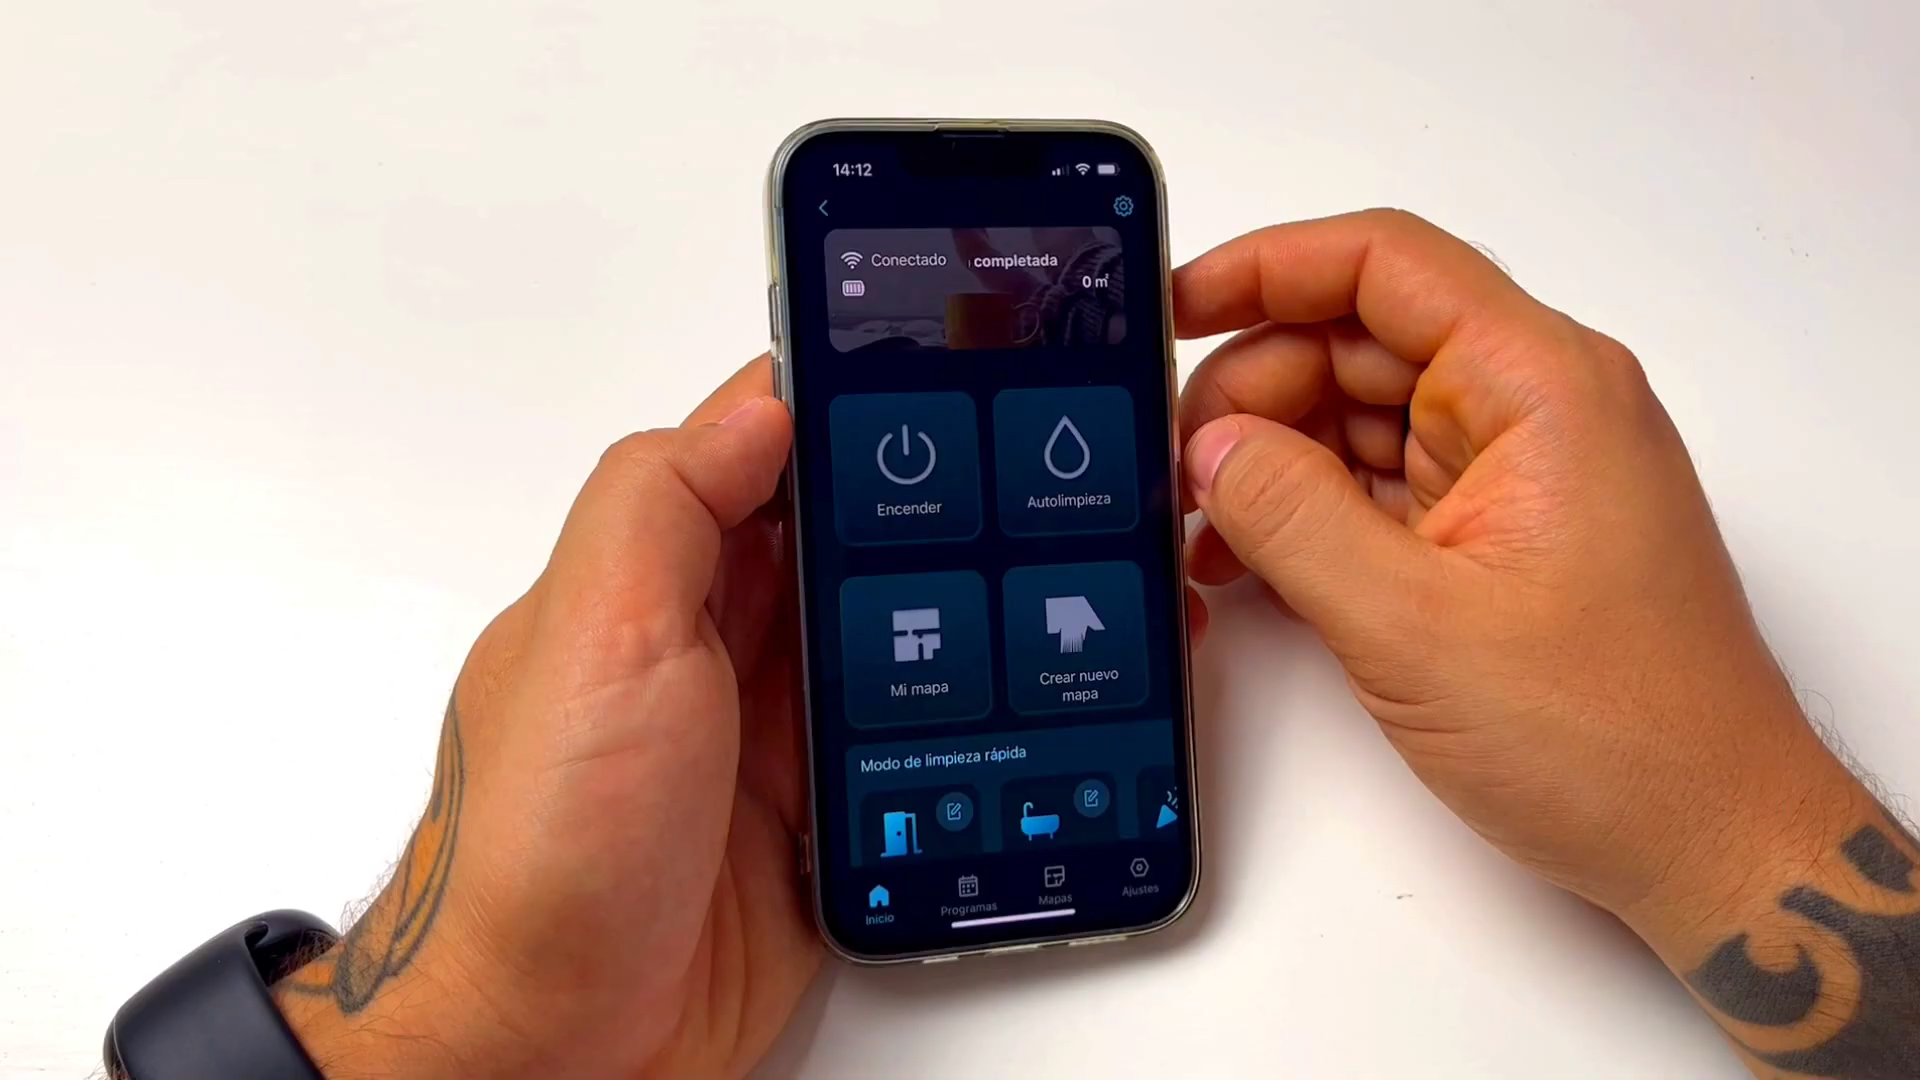 14:12
Conectado
completada
0 m²
Encender
Autolimpieza
Mi mapa
Crear nuevo
mapa
Modo de limpieza rápida
Inicio
Programas
Mapas
Ajustes